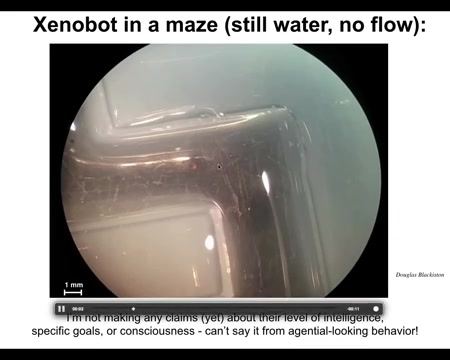 Xenobot in a maze (still water, no flow):
1 mm
Douglas Blackiston
00:02
-00:11
I'm not making any claims (yet) about their level of intelligence,
specific goals, or consciousness - can't say it from agential-looking behavior!